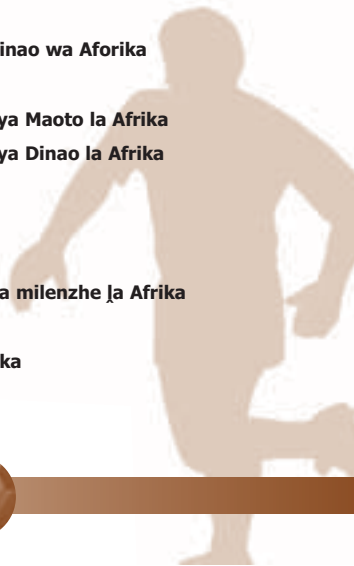 inao wa Aforika
ya Maoto la Afrika
ya Dinao la Afrika
a milenzhe ḽa Afrika
ka